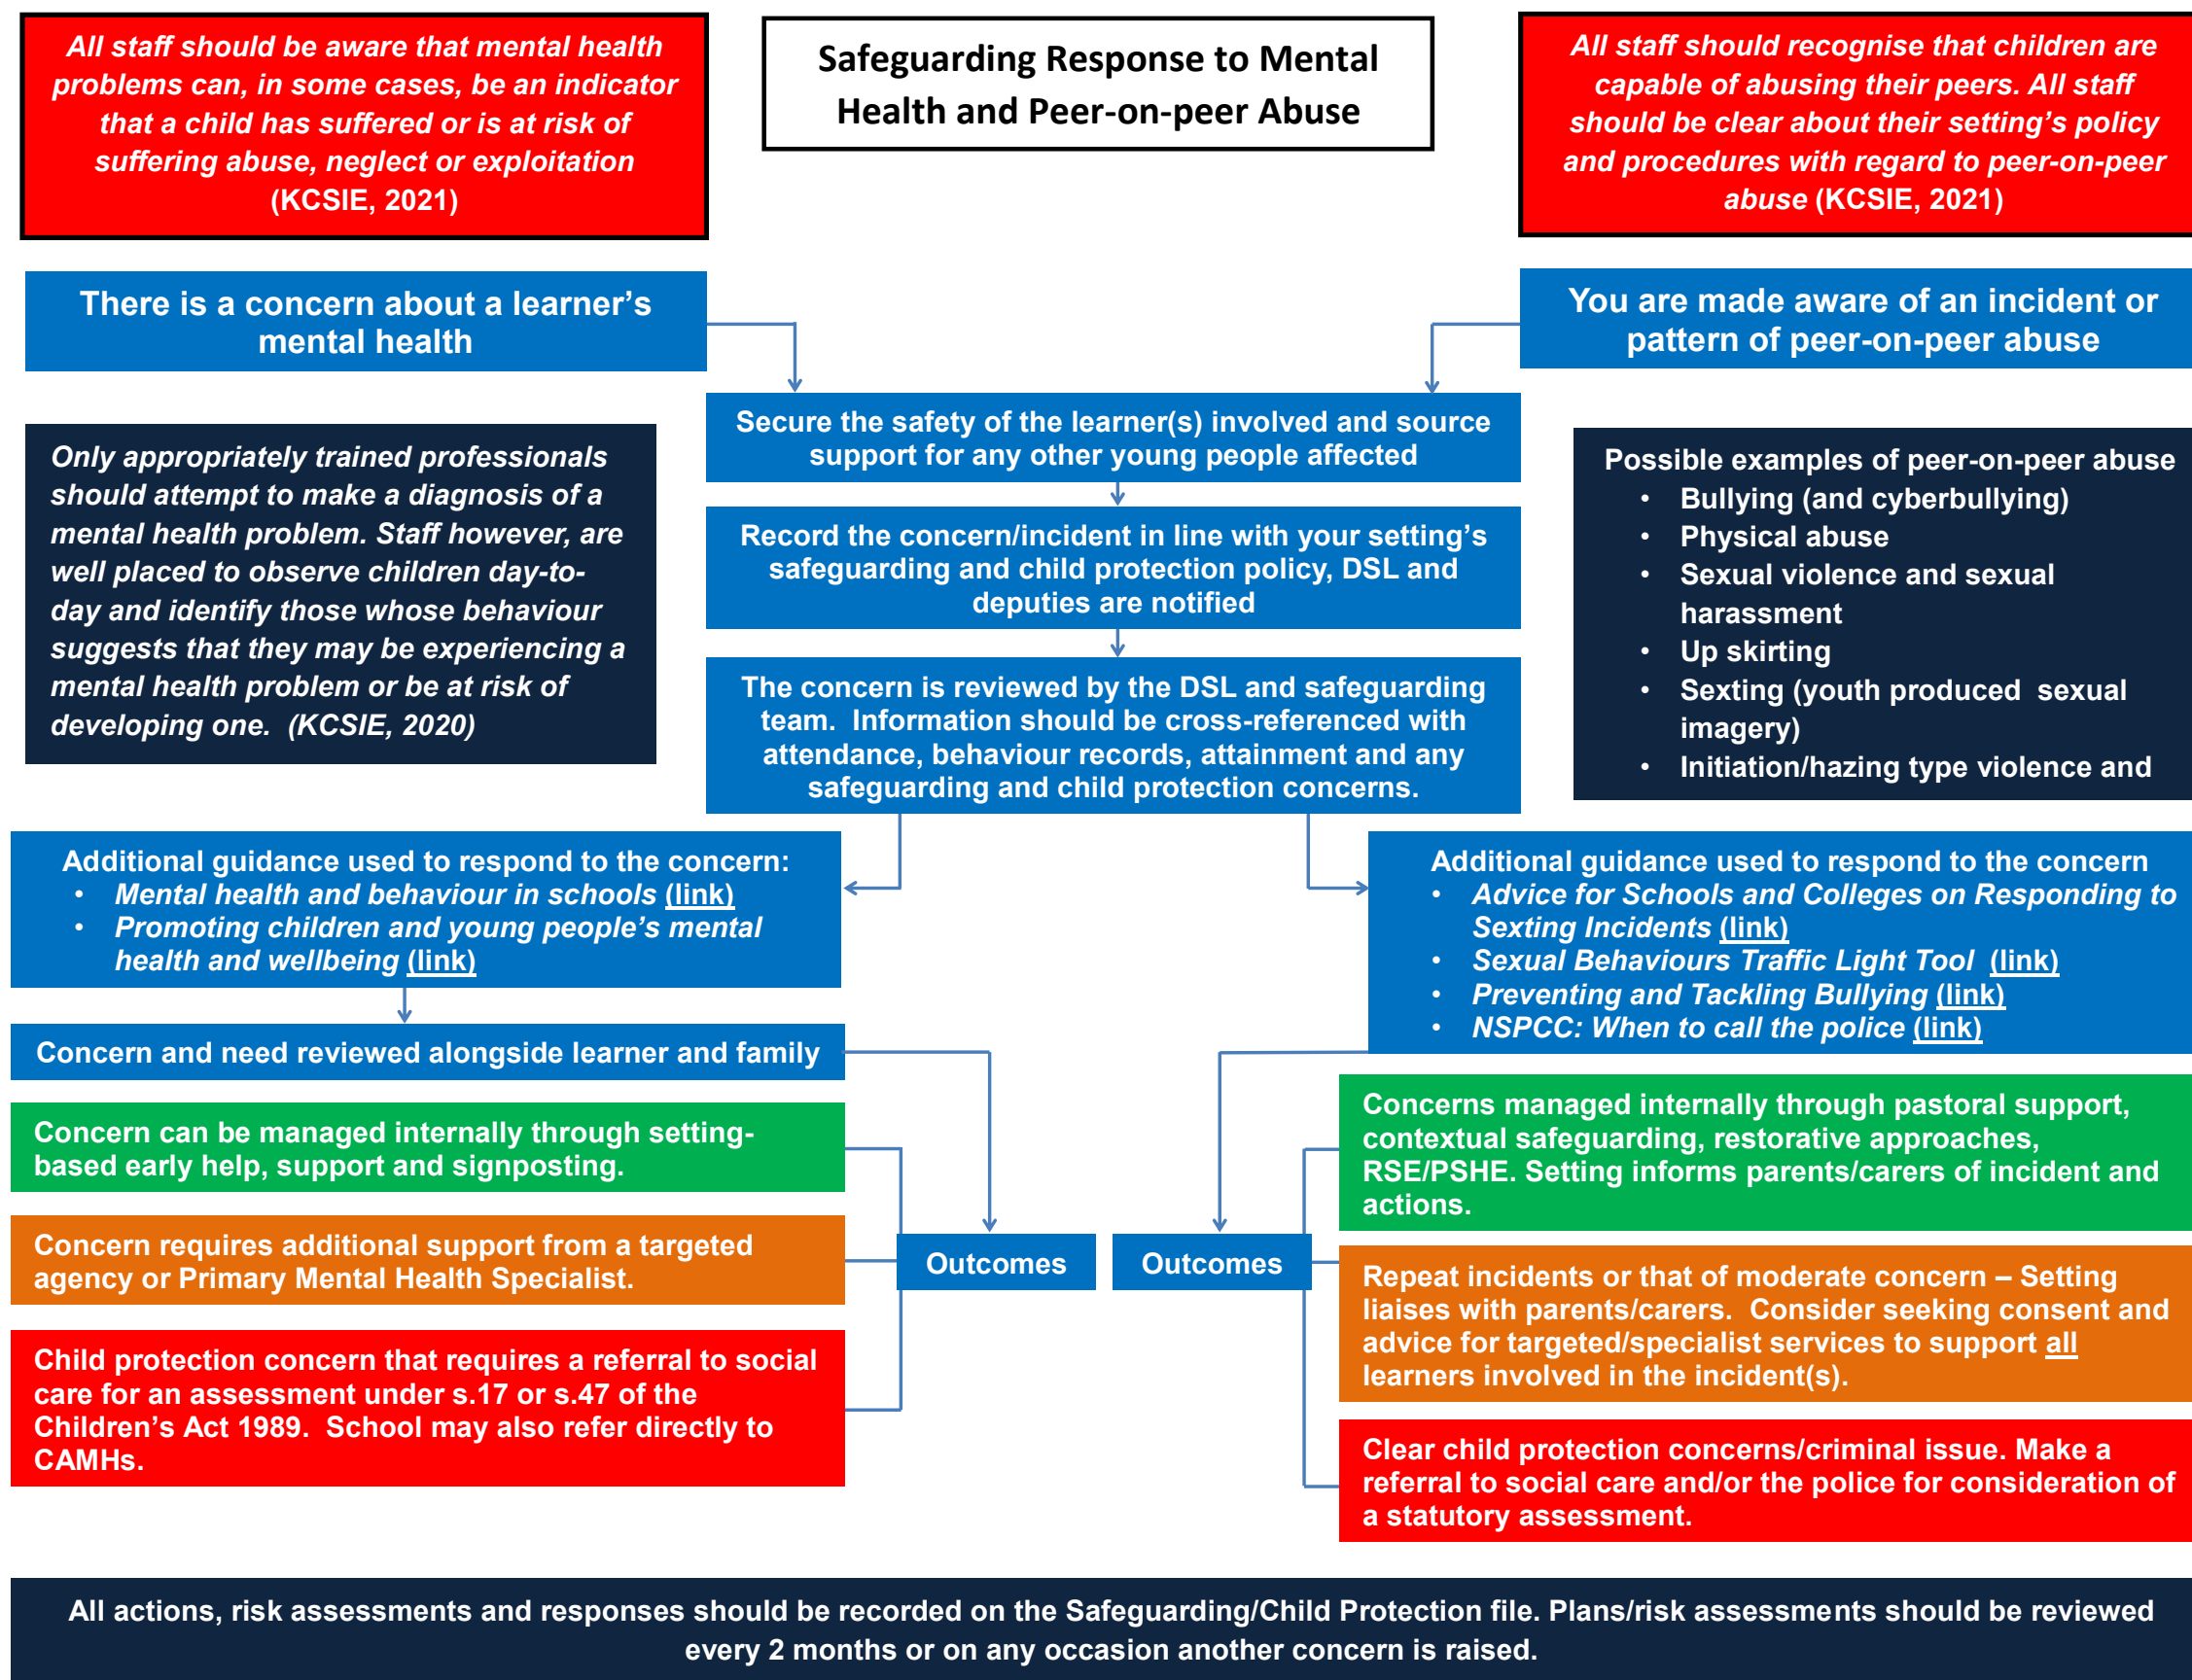 All staff should be aware that mental health
problems can, in some cases, be an indicator
that a child has suffered or is at risk of
suffering abuse, neglect or exploitation
(KCSIE, 2021)
Safeguarding Response to Mental
Health and Peer-on-peer Abuse
All staff should recognise that children are
capable of abusing their peers. All staff
should be clear about their setting's policy
and procedures with regard to peer-on-peer
abuse (KCSIE, 2021)
There is a concern about a learner's
mental health
You are made aware of an incident or
pattern of peer-on-peer abuse
Secure the safety of the learner(s) involved and source
support for any other young people affected
Only appropriately trained professionals
should attempt to make a diagnosis of a
mental health problem. Staff however, are
well placed to observe children day-to-
day and identify those whose behaviour
suggests that they may be experiencing a
mental health problem or be at risk of
developing one.  (KCSIE, 2020)
Record the concern/incident in line with your setting's
safeguarding and child protection policy, DSL and
deputies are notified
Possible examples of peer-on-peer abuse
• Bullying (and cyberbullying)
• Physical abuse
• Sexual violence and sexual
harassment
• Up skirting
• Sexting (youth produced  sexual
imagery)
• Initiation/hazing type violence and
The concern is reviewed by the DSL and safeguarding
team.  Information should be cross-referenced with
attendance, behaviour records, attainment and any
safeguarding and child protection concerns.
Additional guidance used to respond to the concern:
• Mental health and behaviour in schools (link)
• Promoting children and young people's mental
health and wellbeing (link)
Additional guidance used to respond to the concern
• Advice for Schools and Colleges on Responding to
Sexting Incidents (link)
• Sexual Behaviours Traffic Light Tool  (link)
• Preventing and Tackling Bullying (link)
• NSPCC: When to call the police (link)
Concern and need reviewed alongside learner and family
Concern can be managed internally through setting-
based early help, support and signposting.
Concern requires additional support from a targeted
agency or Primary Mental Health Specialist.
Child protection concern that requires a referral to social
care for an assessment under s.17 or s.47 of the
Children's Act 1989.  School may also refer directly to
CAMHs.
Outcomes
Outcomes
Concerns managed internally through pastoral support,
contextual safeguarding, restorative approaches,
RSE/PSHE. Setting informs parents/carers of incident and
actions.
Repeat incidents or that of moderate concern – Setting
liaises with parents/carers.  Consider seeking consent and
advice for targeted/specialist services to support all
learners involved in the incident(s).
Clear child protection concerns/criminal issue. Make a
referral to social care and/or the police for consideration of
a statutory assessment.
All actions, risk assessments and responses should be recorded on the Safeguarding/Child Protection file. Plans/risk assessments should be reviewed
every 2 months or on any occasion another concern is raised.